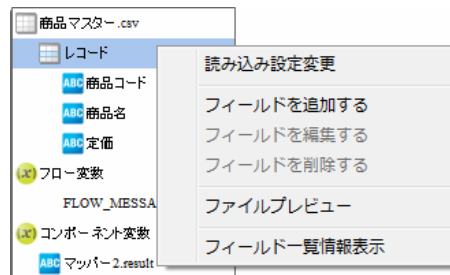 商品マスター.csv
レコード
ABC 商品コード
ABC 商品名
ABC 定価
(x) フロー変数
FLOW_MESSA
(x) コンポーネント変数
ABC マッパー2.result
読み込み設定変更
フィールドを追加する
フィールドを編集する
フィールドを削除する
ファイルプレビュー
フィールド一覧情報表示